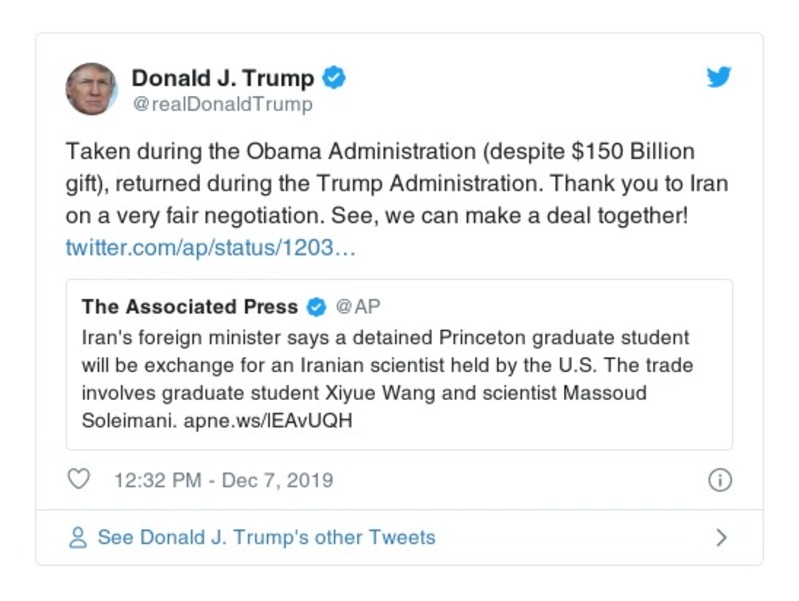 Donald J. Trump
@realDonaldTrump
Taken during the Obama Administration (despite $150 Billion
gift), returned during the Trump Administration. Thank you to Iran
on a very fair negotiation. See, we can make a deal together!
twitter.com/ap/status/1203…
The Associated Press @AP
Iran's foreign minister says a detained Princeton graduate student
will be exchange for an Iranian scientist held by the U.S. The trade
involves graduate student Xiyue Wang and scientist Massoud
Soleimani. apne.ws/lEAvUQH
12:32 PM - Dec 7, 2019
See Donald J. Trump's other Tweets